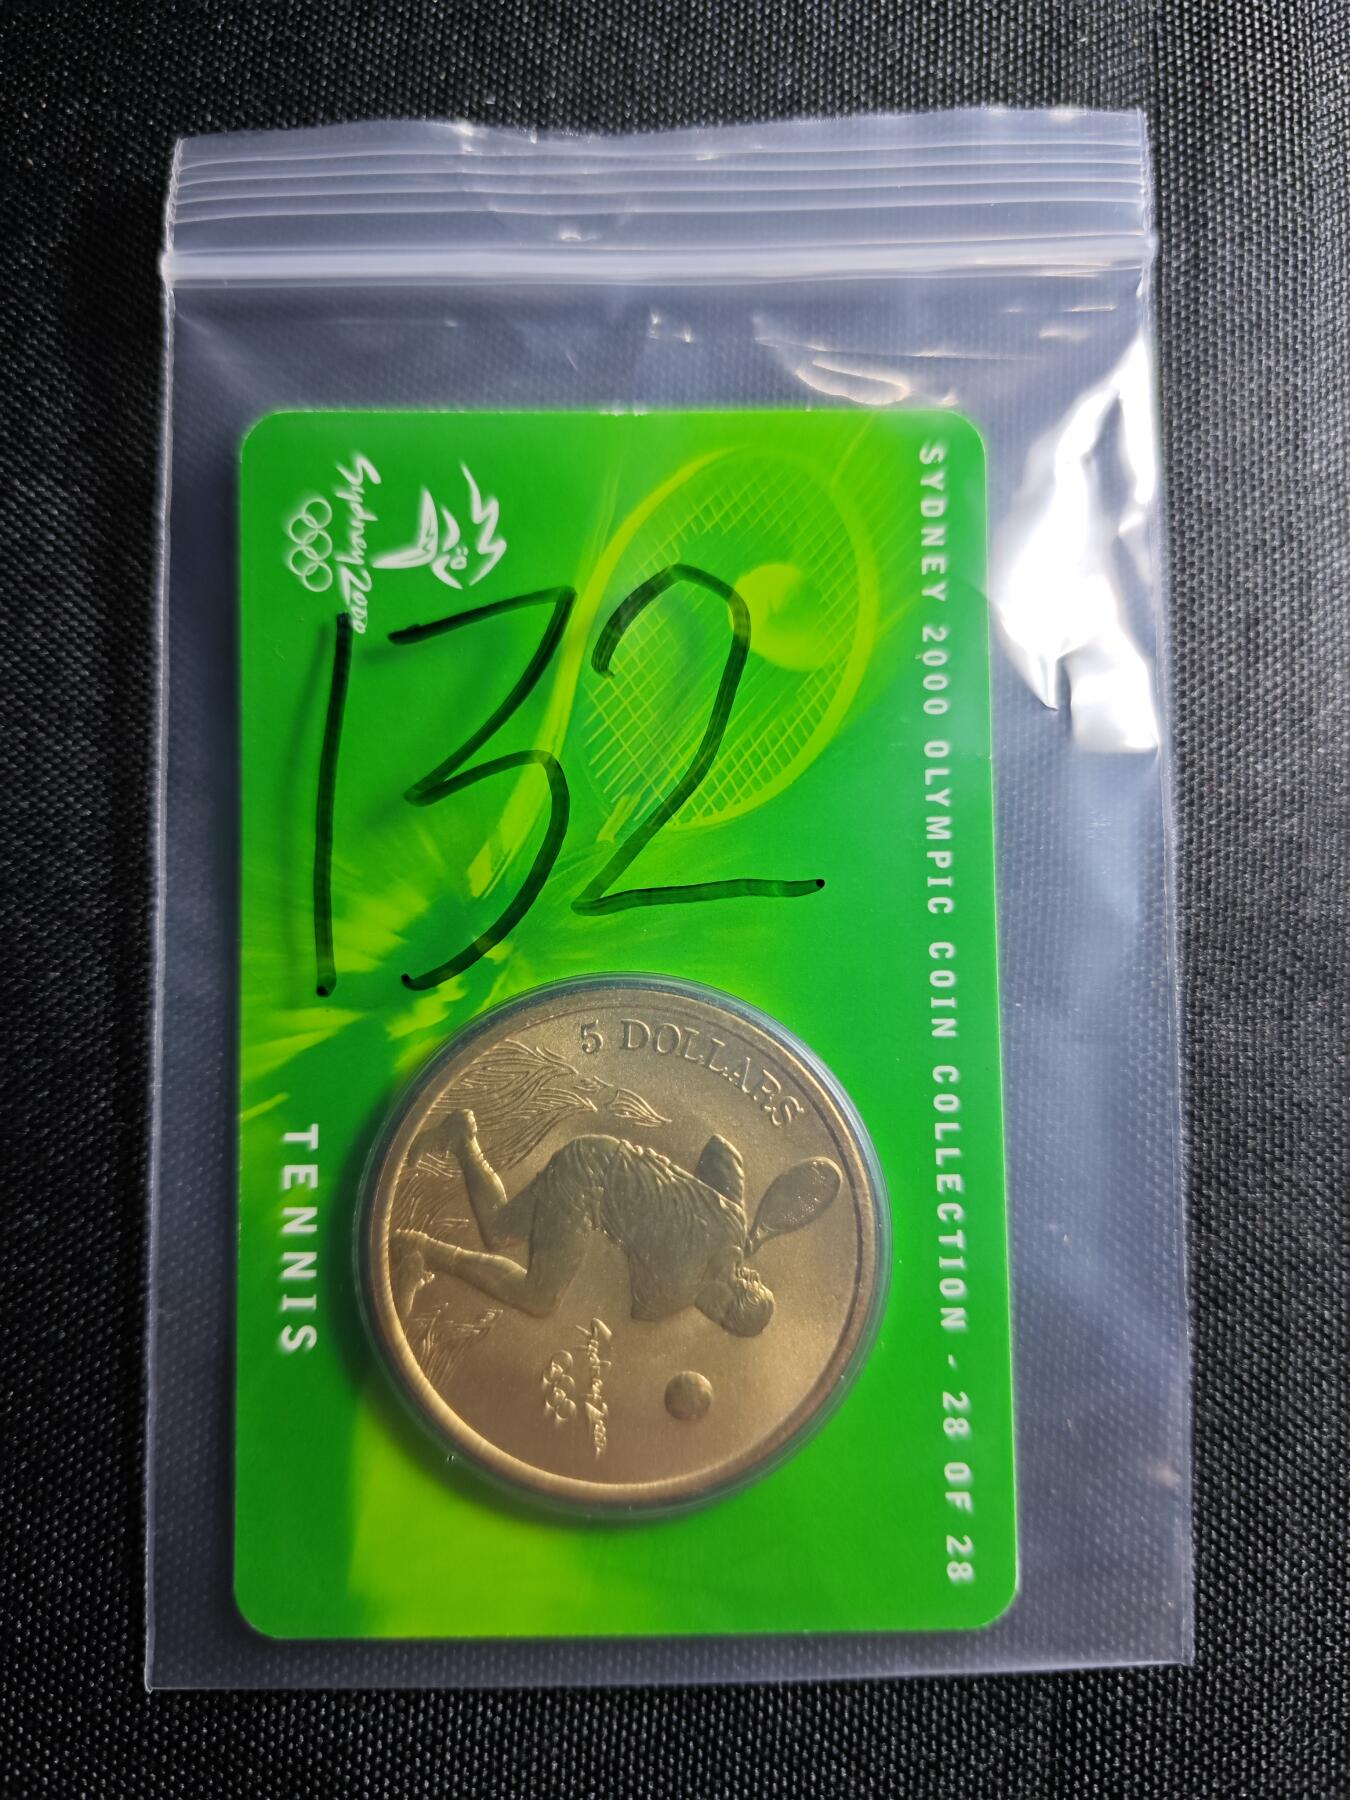 SYDNEY 2000 OLYMPIC COIN COLLECTION - 28 OF 28
Sydney 2000
132
5 DOLLARS
Sydney 2000
TENNIS